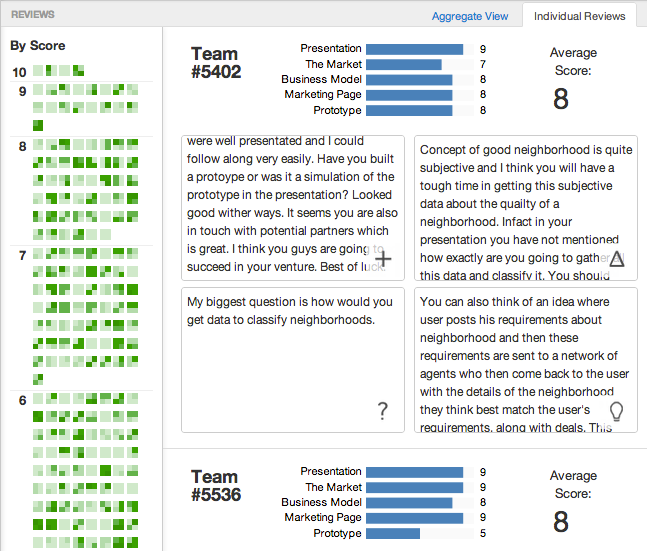 REVIEWS
Aggregate View
Individual Reviews
By Score
10
9
8
7
6
Team
#5402
Presentation 9
The Market 7
Business Model 8
Marketing Page 8
Prototype 8
Average
Score:
8
were well presentated and I could
follow along very easily. Have you built
a protoype or was it a simulation of the
prototype in the presentation? Looked
good wither ways. It seems you are also
in touch with potential partners which
is great. I think you guys are going to
succeed in your venture. Best of luck.
+
Concept of good neighborhood is quite
subjective and I think you will have a
tough time in getting this subjective
data about the quailty of a
neighborhood. Infact in your
presentation you have not mentioned
how exactly are you going to gather all
this data and classify it. You should
My biggest question is how would you
get data to classify neighborhoods.
?
You can also think of an idea where
user posts his requirements about
neighborhood and then these
requirements are sent to a network of
agents who then come back to the user
with the details of the neighborhood
they think best match the user's
requirements, along with deals. This
Team
#5536
Presentation 9
The Market 9
Business Model 8
Marketing Page 9
Prototype 5
Average
Score:
8